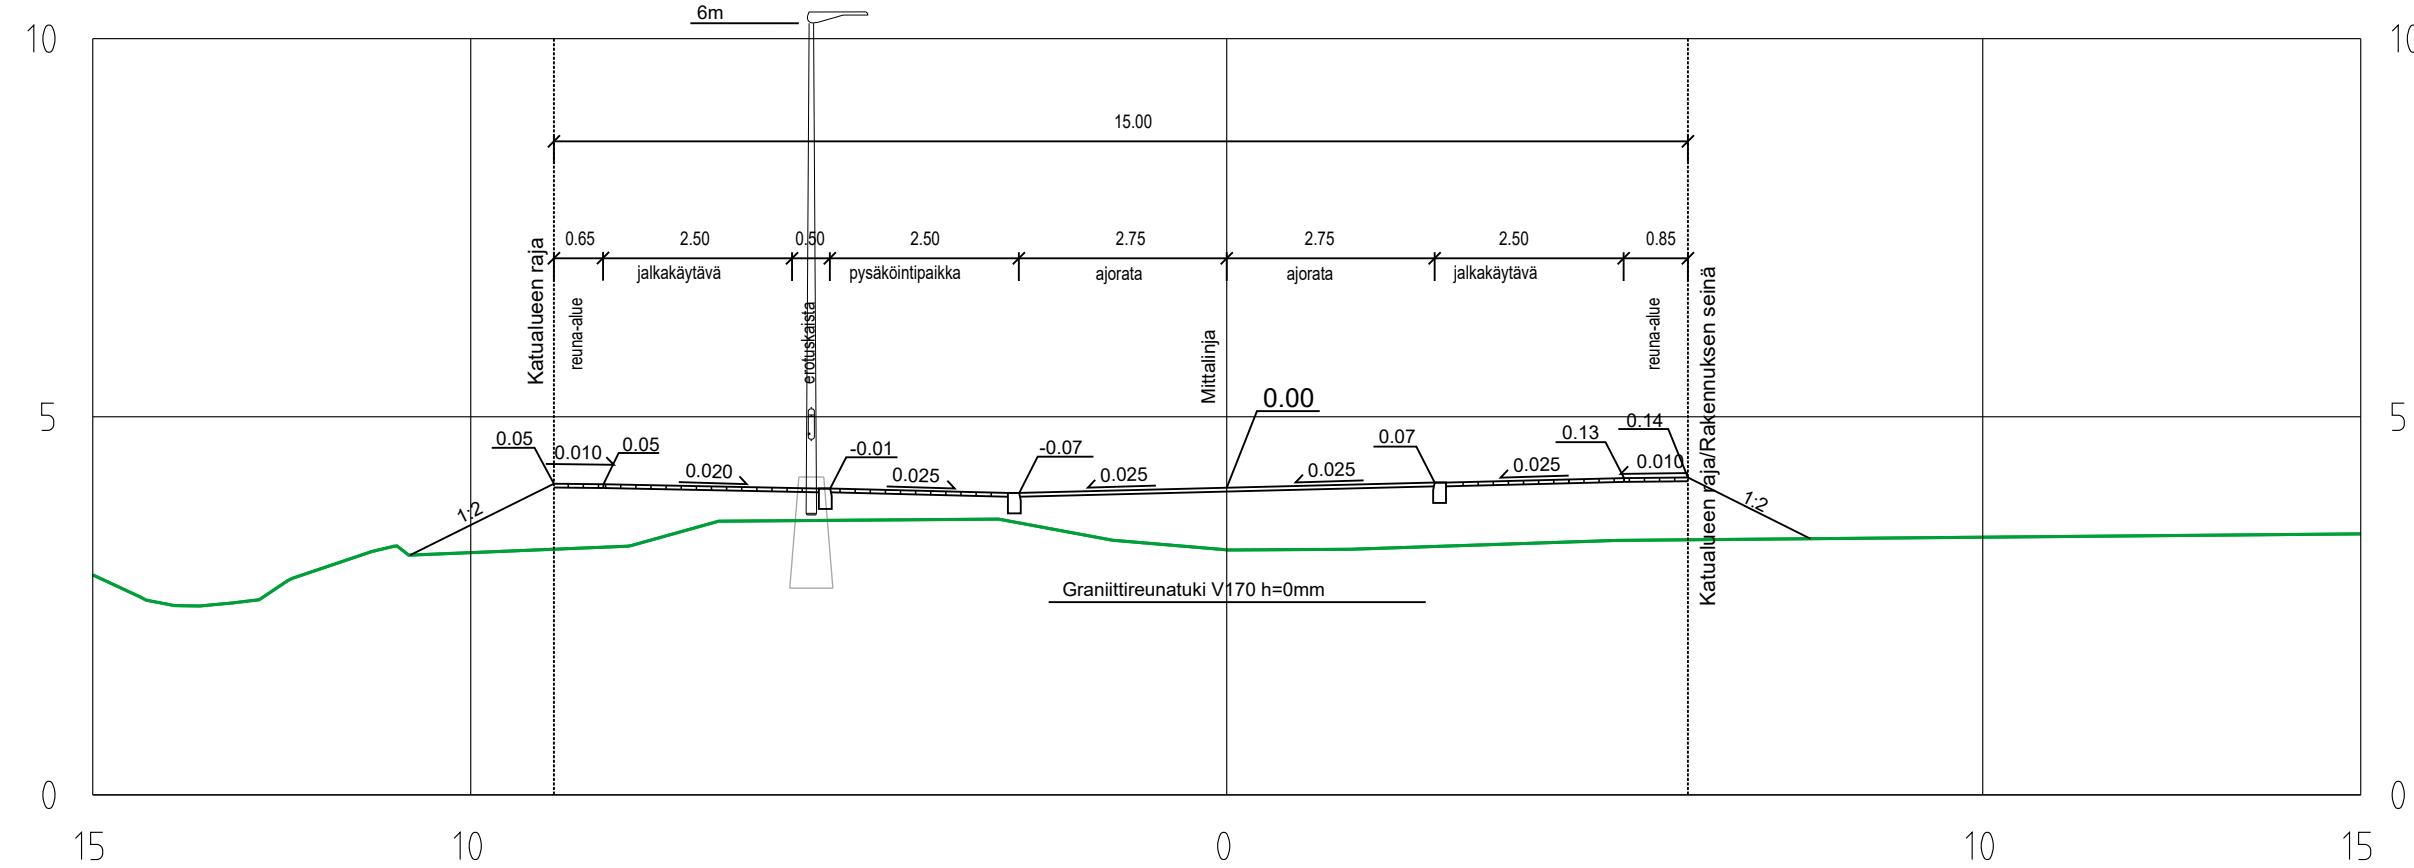 6m
10
10
15.00
0.65
2.50
0.50
2.50
2.75
2.75
2.50
0.85
jalkakäytävä
pysäköintipaikka
ajorata
ajorata
jalkakäytävä
Katualueen raja
reuna-alue
erotuskaista
Mittalinja
reuna-alue
Katualueen raja/Rakennuksen seinä
5
5
0.00
0.05
0.010
0.05
0.020
-0.01
0.025
-0.07
0.025
0.025
0.07
0.025
0.13
0.14
0.010
1:2
1:2
Graniittireunatuki V170 h=0mm
0
0
15
10
0
10
15